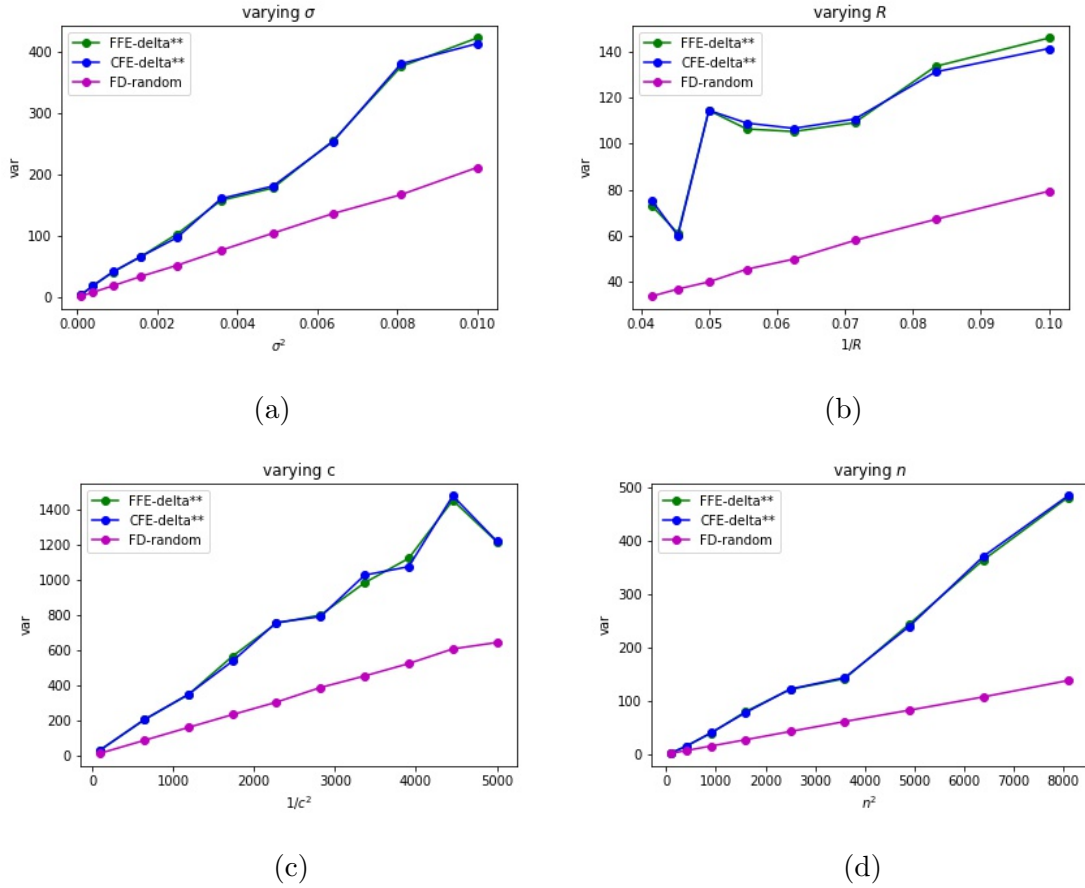 varying σ
FFE-delta**
CFE-delta**
FD-random
var
400
300
200
100
0
0.000 0.002 0.004 0.006 0.008 0.010
σ²
(a)
varying R
FFE-delta**
CFE-delta**
FD-random
var
140
120
100
80
60
40
0.04 0.05 0.06 0.07 0.08 0.09 0.10
1/R
(b)
varying c
FFE-delta**
CFE-delta**
FD-random
var
1400
1200
1000
800
600
400
200
0
0 1000 2000 3000 4000 5000
1/c²
(c)
varying n
FFE-delta**
CFE-delta**
FD-random
var
500
400
300
200
100
0
0 1000 2000 3000 4000 5000 6000 7000 8000
n²
(d)